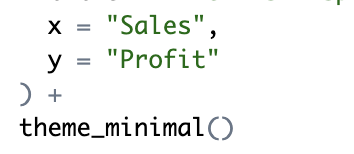 x = "Sales",
y = "Profit"
) +
theme_minimal()